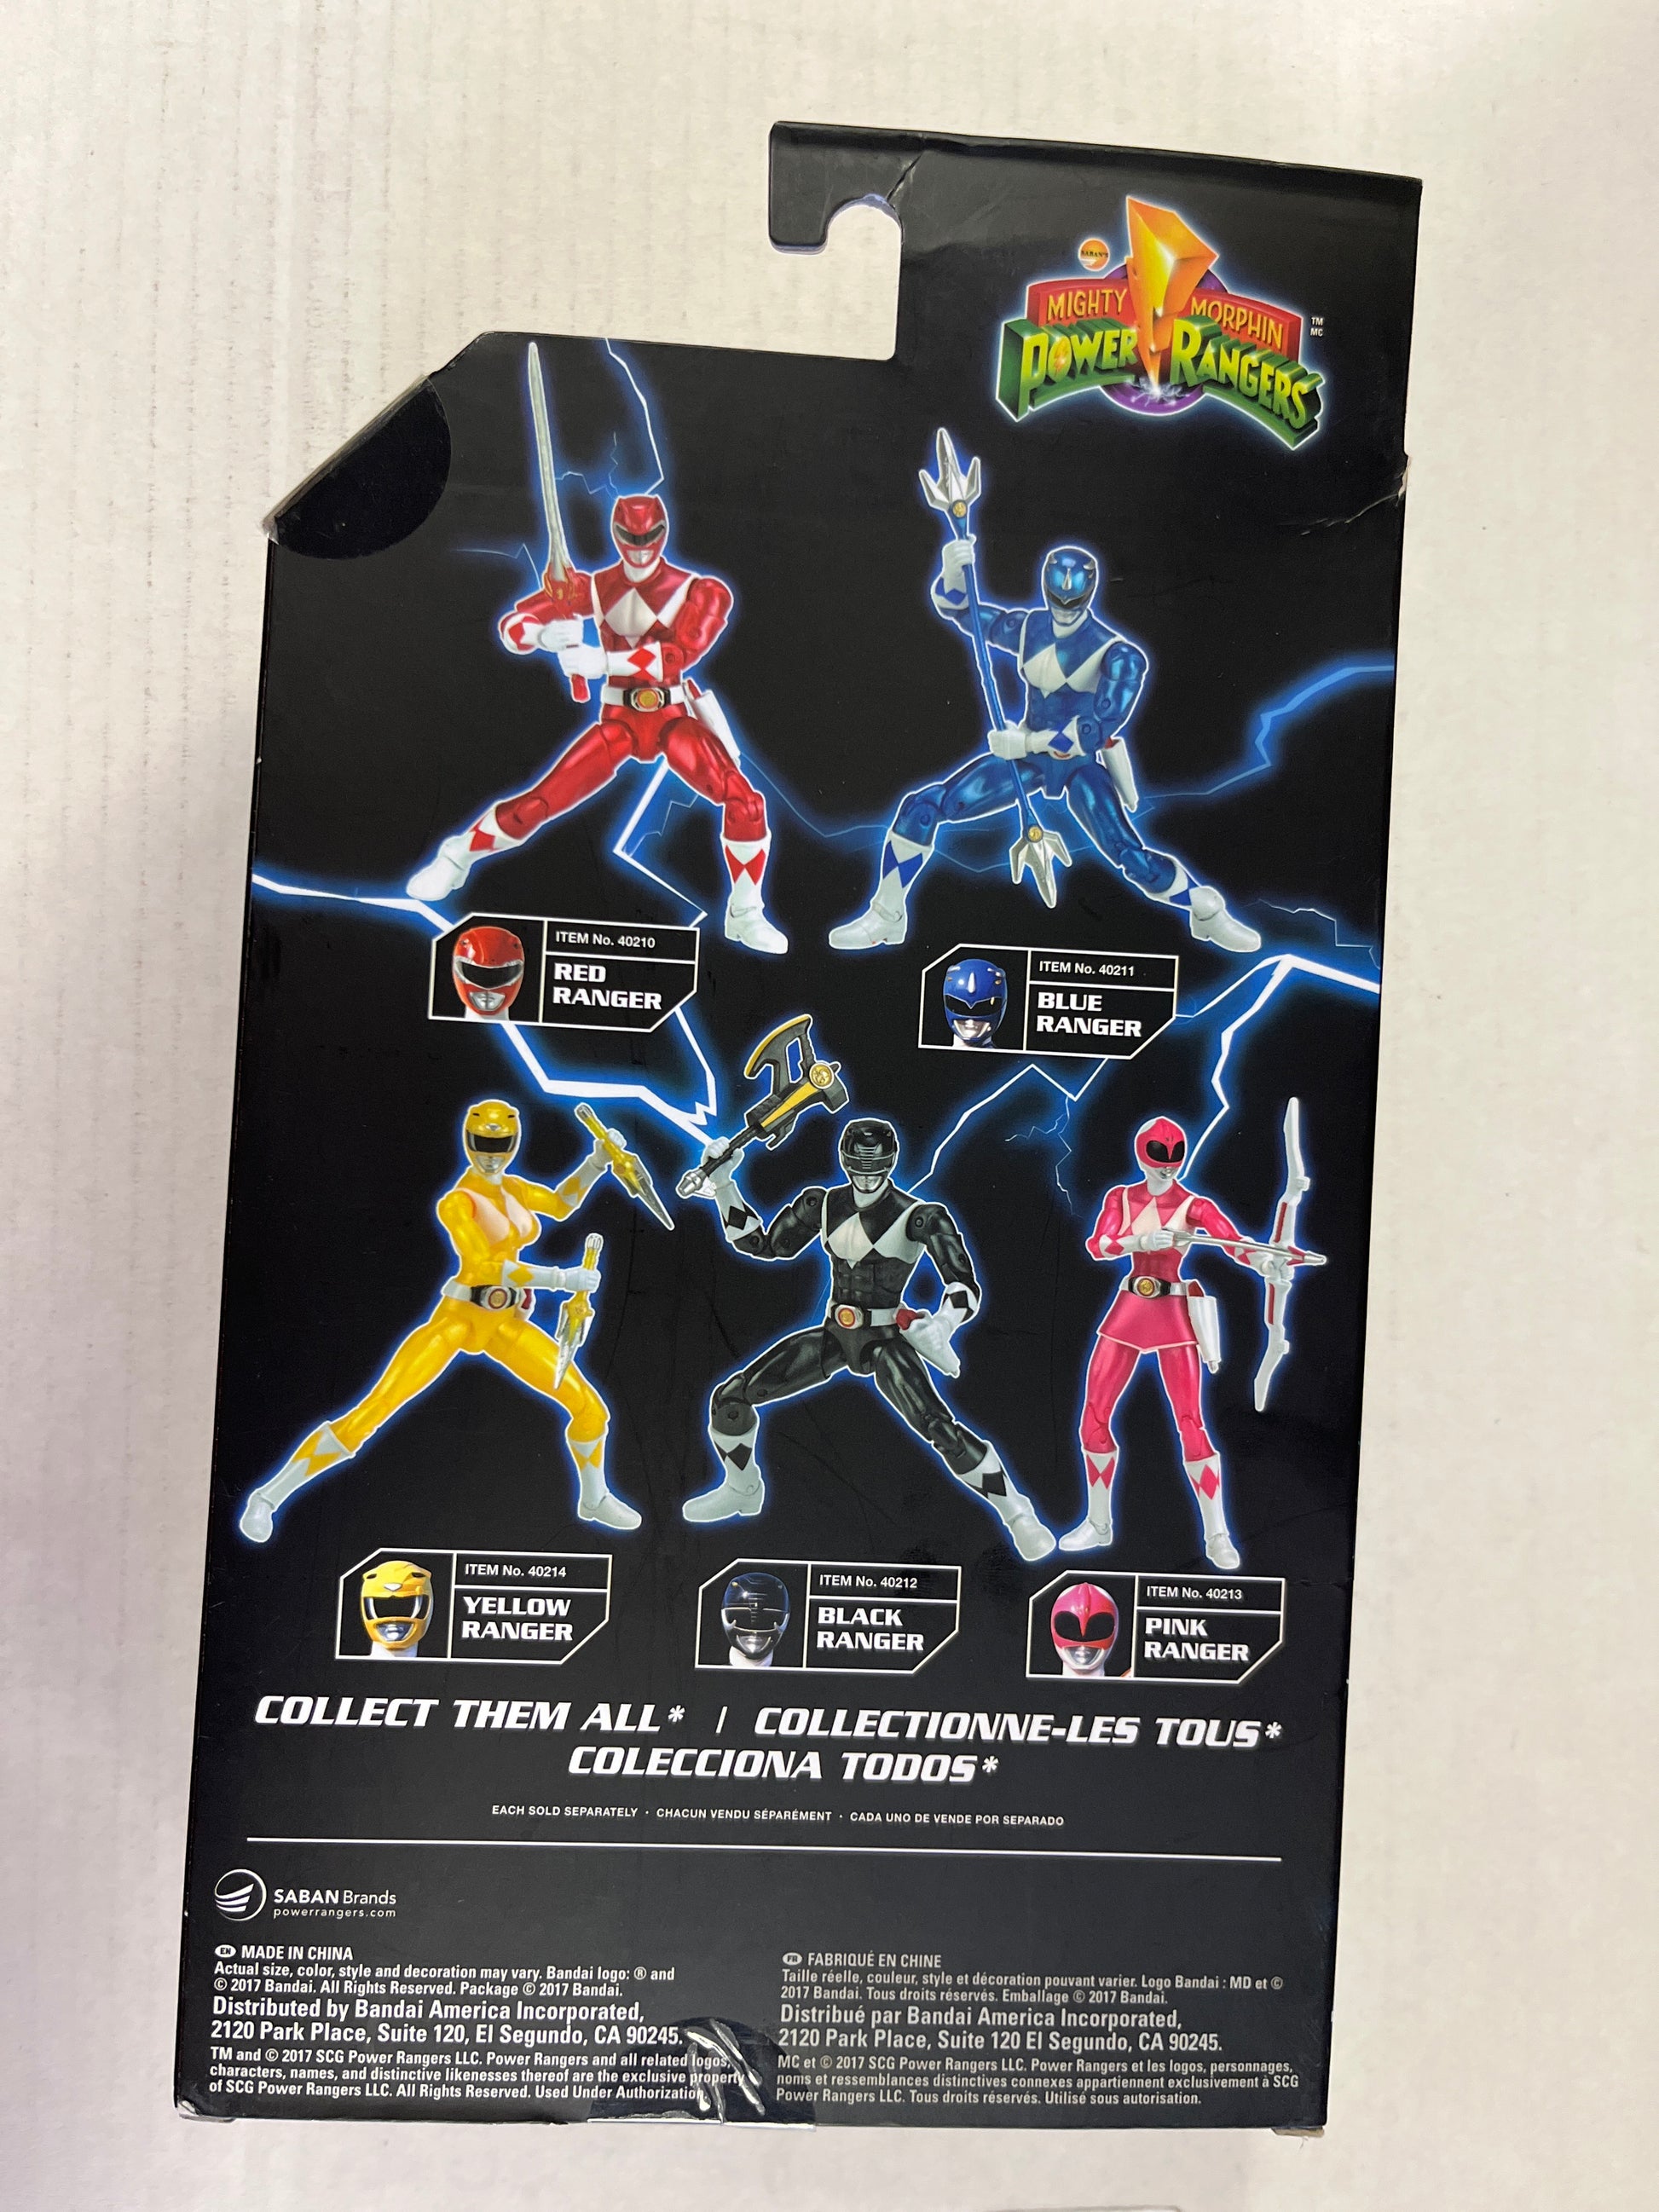 SABAN'S
MIGHTY MORPHIN
POWER RANGERS
TM
MC
ITEM No. 40210
RED
RANGER
ITEM No. 40211
BLUE
RANGER
ITEM No. 40214
YELLOW
RANGER
ITEM No. 40212
BLACK
RANGER
ITEM No. 40213
PINK
RANGER
COLLECT THEM ALL* / COLLECTIONNE-LES TOUS*
COLECCIONA TODOS*
EACH SOLD SEPARATELY · CHACUN VENDU SÉPARÉMENT · CADA UNO DE VENDE POR SEPARADO
SABAN Brands
powerrangers.com
EN MADE IN CHINA
Actual size, color, style and decoration may vary. Bandai logo: ® and
© 2017 Bandai. All Rights Reserved. Package © 2017 Bandai.
Distributed by Bandai America Incorporated,
2120 Park Place, Suite 120, El Segundo, CA 90245.
TM and © 2017 SCG Power Rangers LLC. Power Rangers and all related logos,
characters, names, and distinctive likenesses thereof are the exclusive property
of SCG Power Rangers LLC. All Rights Reserved. Used Under Authorization.
FR FABRIQUÉ EN CHINE
Taille réelle, couleur, style et décoration pouvant varier. Logo Bandai : MD et ©
2017 Bandai. Tous droits réservés. Emballage © 2017 Bandai.
Distribué par Bandai America Incorporated,
2120 Park Place, Suite 120 El Segundo, CA 90245.
MC et © 2017 SCG Power Rangers LLC. Power Rangers et les logos, personnages,
noms et ressemblances distinctives connexes appartiennent exclusivement à SCG
Power Rangers LLC. Tous droits réservés. Utilisé sous autorisation.